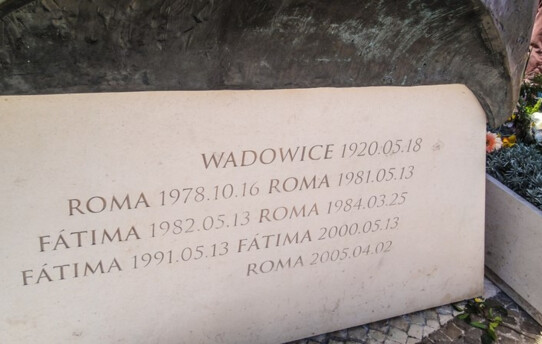 WADOWICE 1920.05.18
ROMA 1978.10.16 ROMA 1981.05.13
FÁTIMA 1982.05.13 ROMA 1984.03.25
FÁTIMA 1991.05.13 FÁTIMA 2000.05.13
ROMA 2005.04.02